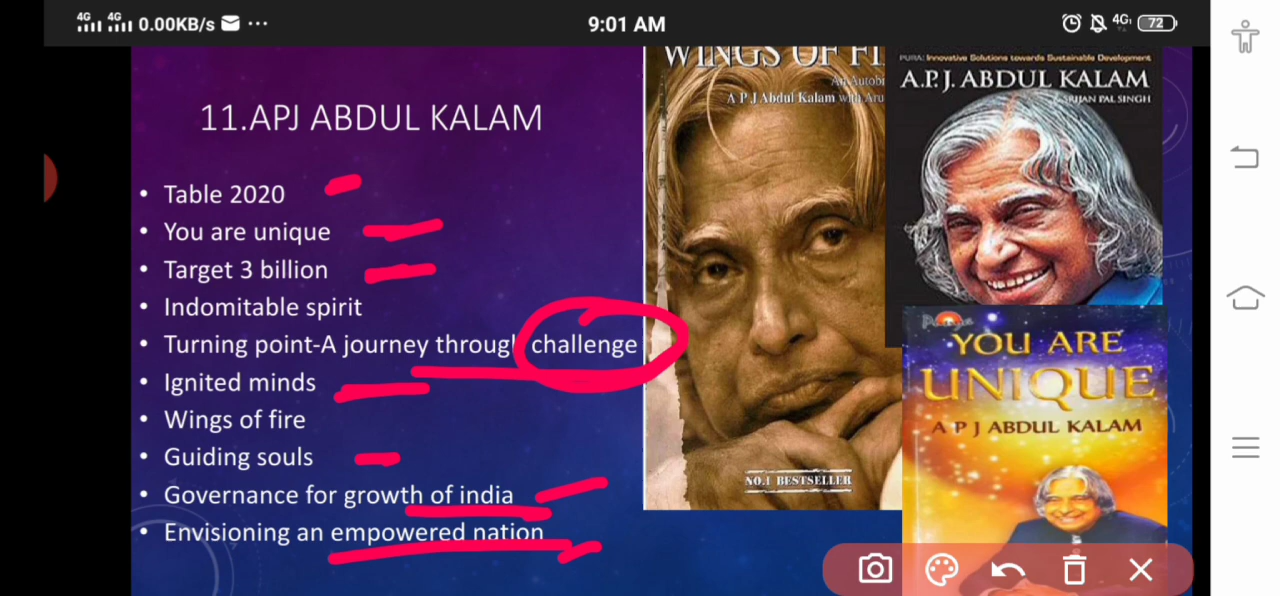 4G 4G 0.00KB/s ... 9:01 AM 4G 72
11.APJ ABDUL KALAM
• Table 2020
• You are unique
• Target 3 billion
• Indomitable spirit
• Turning point-A journey through challenge
• Ignited minds
• Wings of fire
• Guiding souls
• Governance for growth of india
• Envisioning an empowered nation
WINGS OF FI
An Autobi
A P J Abdul Kalam with Aru
NO.1 BESTSELLER
PURA: Innovative Solutions towards Sustainable Development
A.P.J. ABDUL KALAM
SRIJAN PAL SINGH
YOU ARE
UNIQUE
A P J ABDUL KALAM